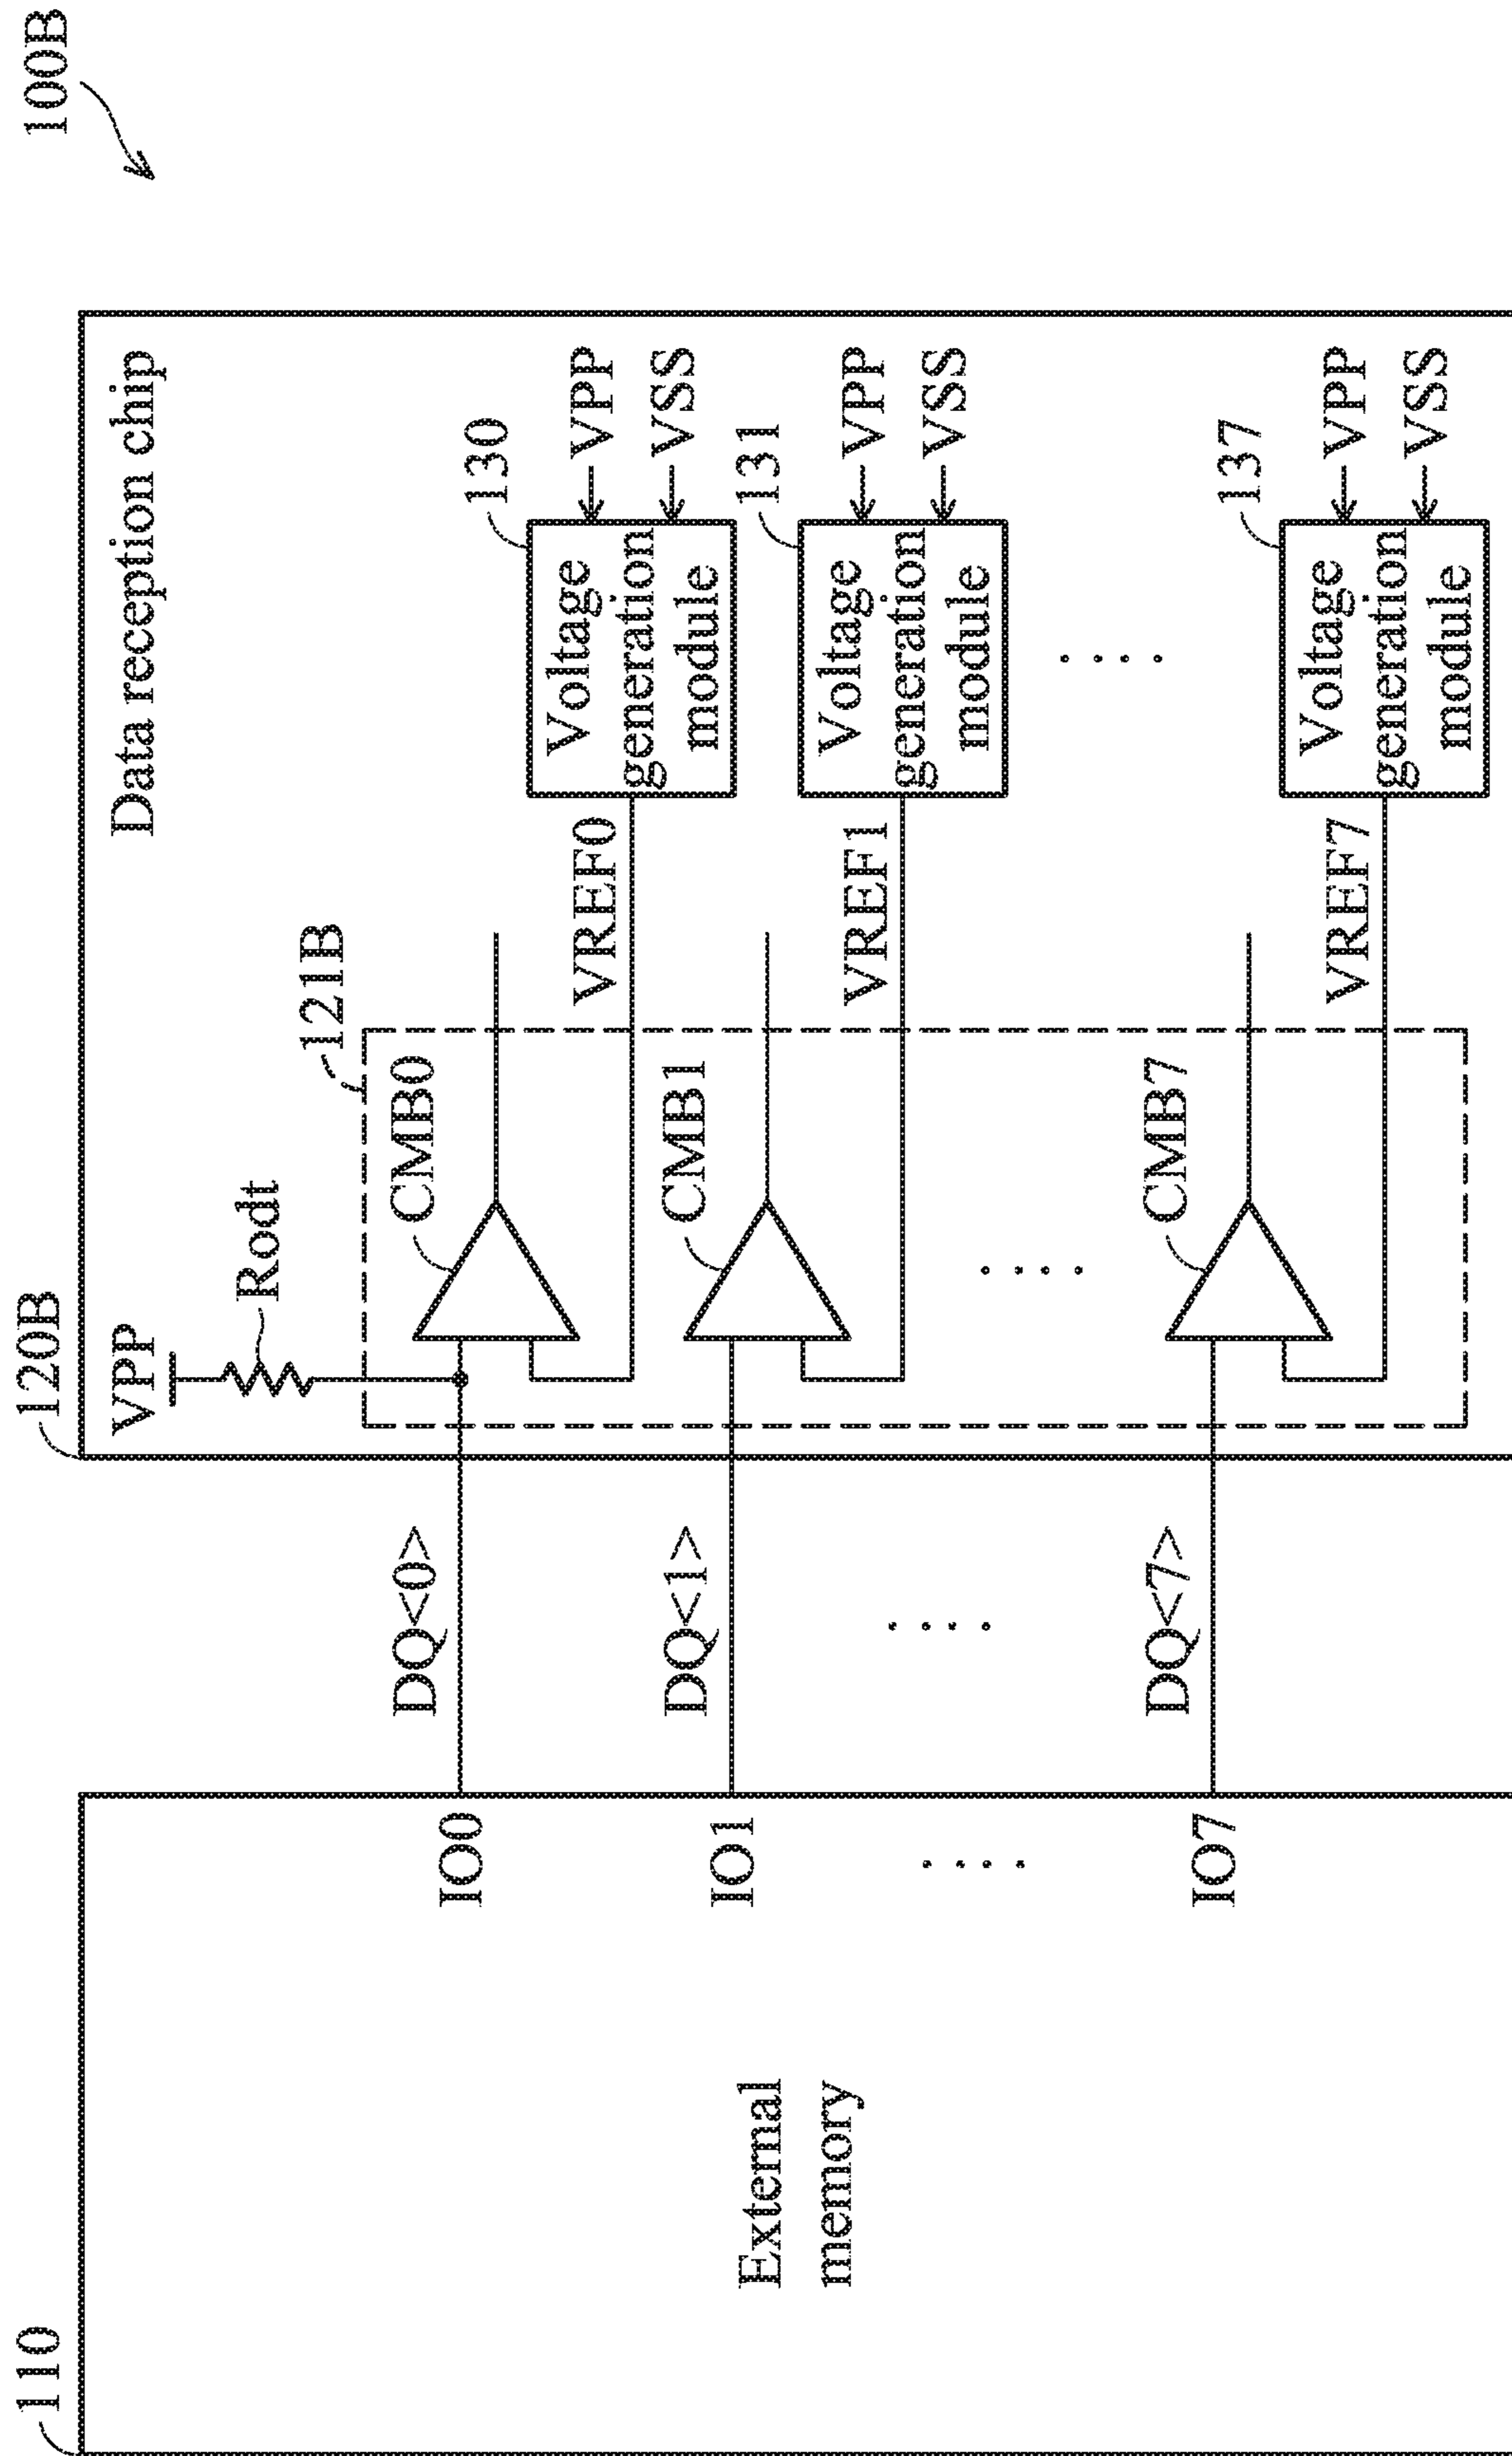 100B
110
External
memory
IO0
IO1
. . . .
IO7
DQ<0>
DQ<1>
. . . .
DQ<7>
120B
Data reception chip
VPP
Rodt
121B
CMB0
CMB1
. . . .
CMB7
VREF0
VREF1
VREF7
130
Voltage
generation
module
VPP
VSS
131
Voltage
generation
module
VPP
VSS
. . . .
137
Voltage
generation
module
VPP
VSS